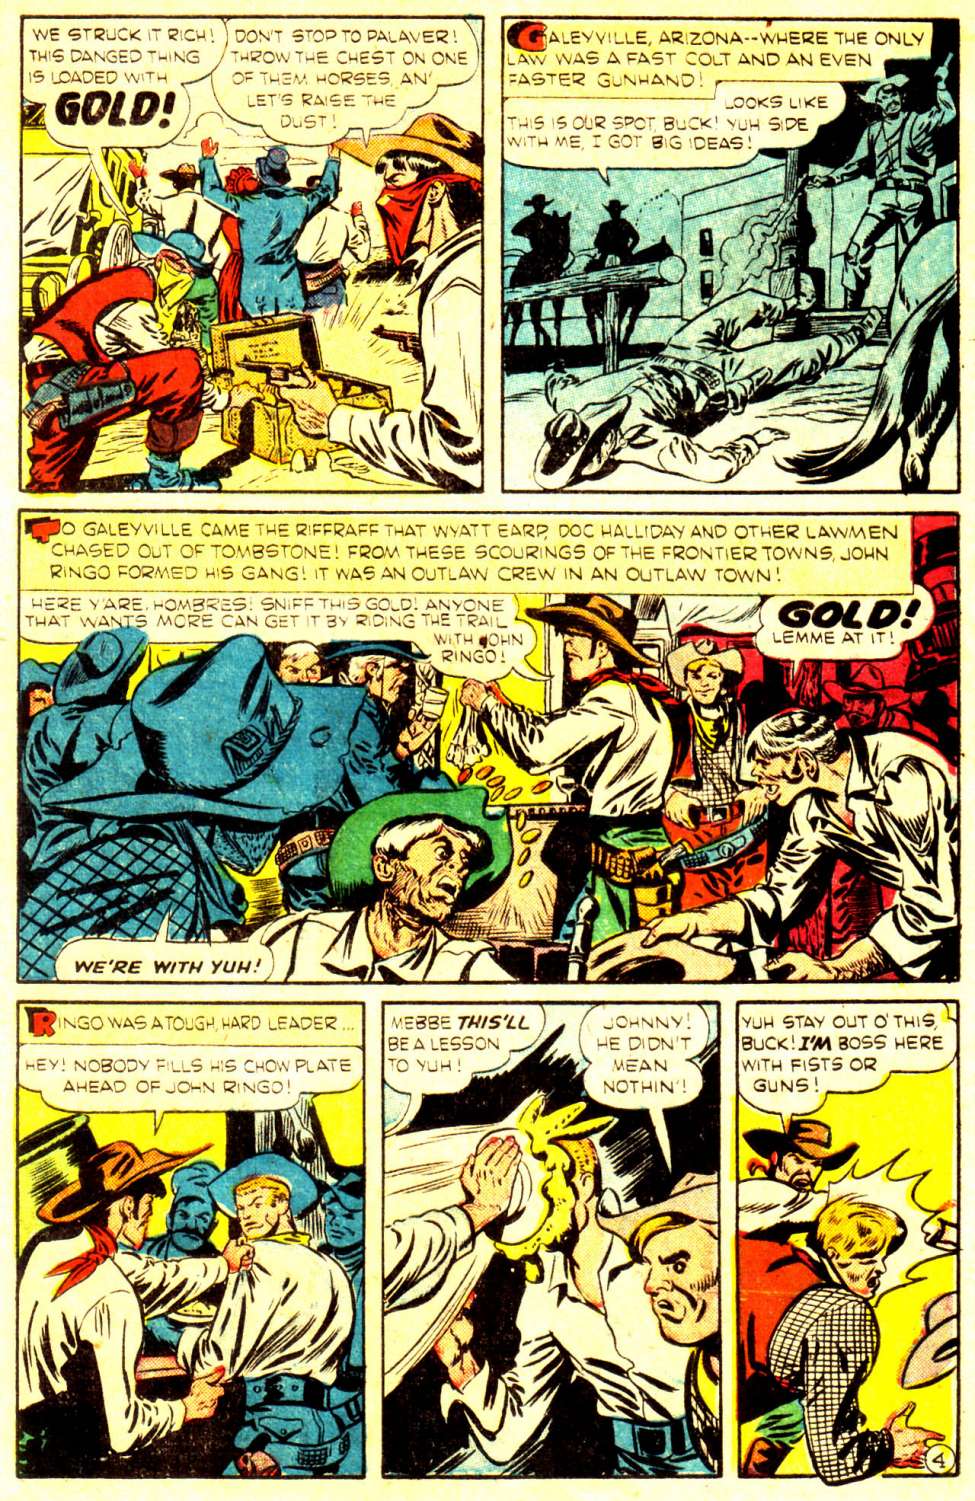 WE STRUCK IT RICH!
THIS DANGED THING
IS LOADED WITH
GOLD!
DON'T STOP TO PALAVER!
THROW THE CHEST ON ONE
OF THEM HORSES, AN'
LET'S RAISE THE
DUST!
GALEYVILLE, ARIZONA--WHERE THE ONLY
LAW WAS A FAST COLT AND AN EVEN
FASTER GUNHAND!
LOOKS LIKE
THIS IS OUR SPOT, BUCK! YUH SIDE
WITH ME, I GOT BIG IDEAS!
TO GALEYVILLE CAME THE RIFFRAFF THAT WYATT EARP, DOC HALLIDAY AND OTHER LAWMEN
CHASED OUT OF TOMBSTONE! FROM THESE SCOURINGS OF THE FRONTIER TOWNS, JOHN
RINGO FORMED HIS GANG! IT WAS AN OUTLAW CREW IN AN OUTLAW TOWN!
HERE Y'ARE, HOMBRES! SNIFF THIS GOLD! ANYONE
THAT WANTS MORE CAN GET IT BY RIDING THE TRAIL
WITH JOHN
RINGO!
GOLD!
LEMME AT IT!
WE'RE WITH YUH!
RINGO WAS A TOUGH, HARD LEADER...
HEY! NOBODY FILLS HIS CHOW PLATE
AHEAD OF JOHN RINGO!
MEBBE THIS'LL
BE A LESSON
TO YUH!
JOHNNY!
HE DIDN'T
MEAN
NOTHIN'!
YUH STAY OUT O' THIS,
BUCK! I'M BOSS HERE
WITH FISTS OR
GUNS!
4